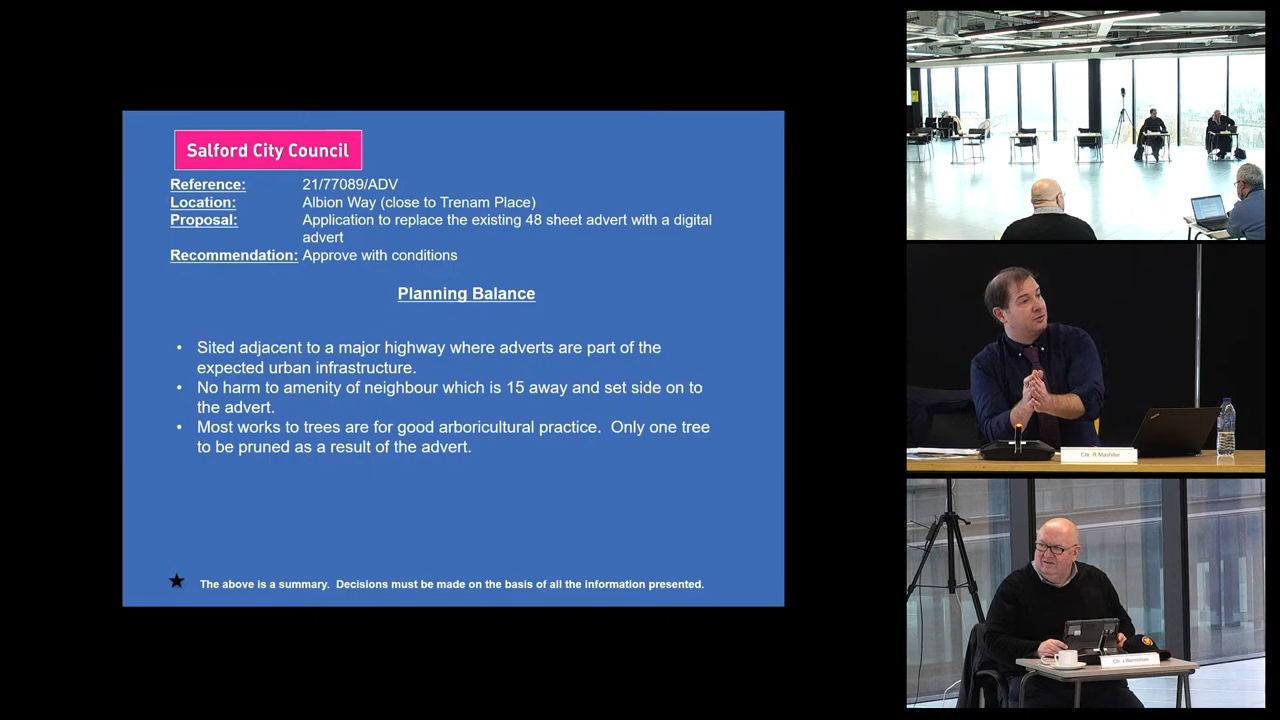 Salford City Council
Reference: 21/77089/ADV
Location: Albion Way (close to Trenam Place)
Proposal: Application to replace the existing 48 sheet advert with a digital
advert
Recommendation: Approve with conditions
Planning Balance
• Sited adjacent to a major highway where adverts are part of the
expected urban infrastructure.
• No harm to amenity of neighbour which is 15 away and set side on to
the advert.
• Most works to trees are for good arboricultural practice. Only one tree
to be pruned as a result of the advert.
★ The above is a summary. Decisions must be made on the basis of all the information presented.